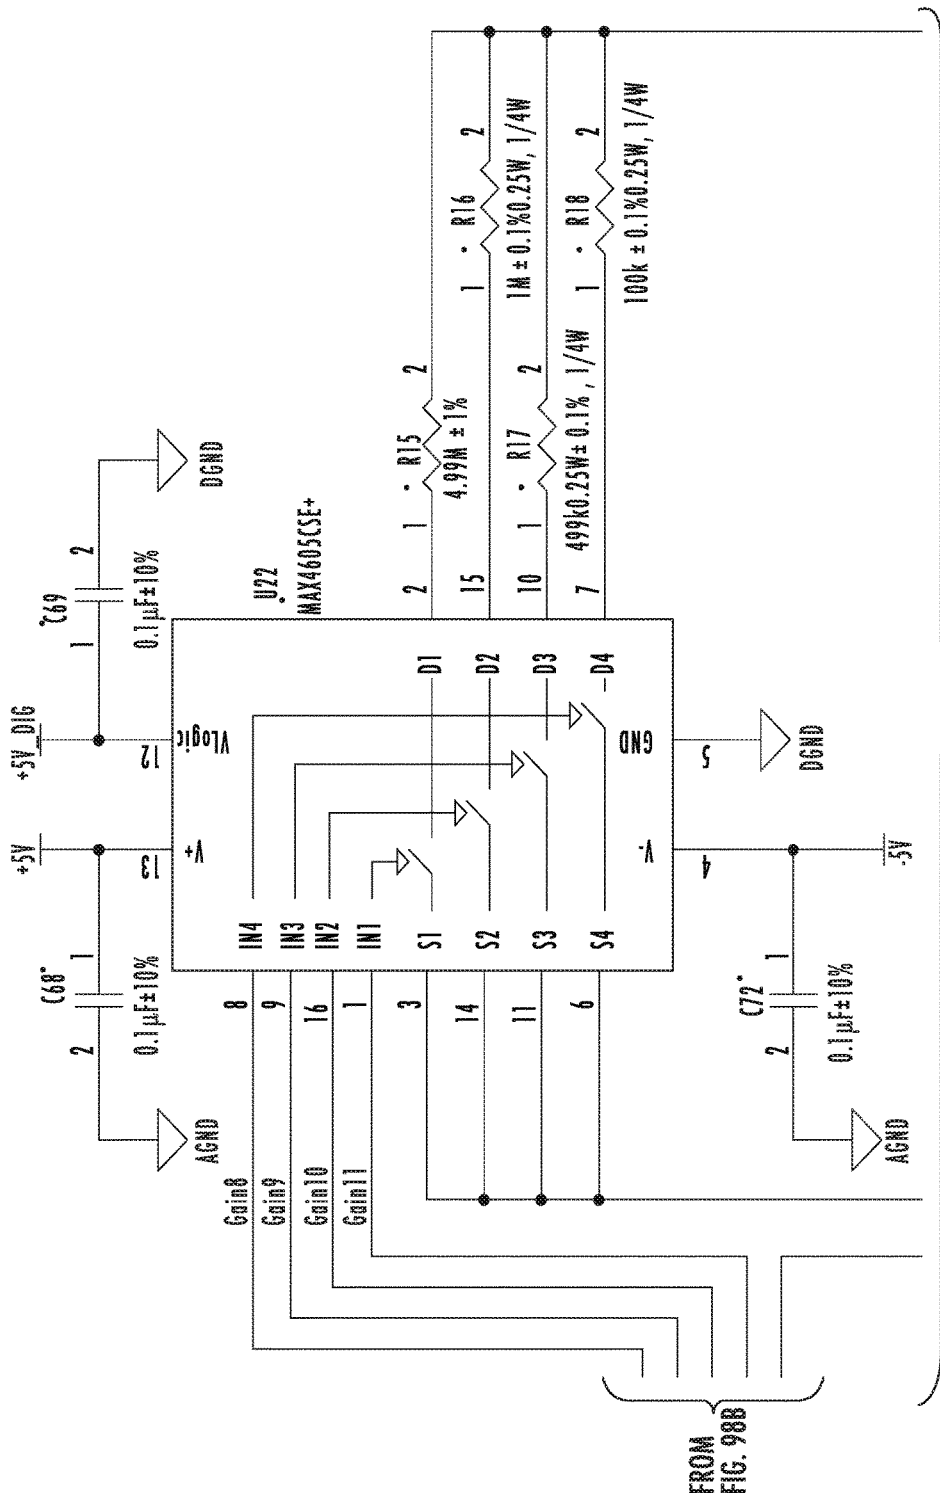 +5V
+5V_DIG
C68
1
2
0.1µF±10%
AGND
C69
1
2
0.1µF±10%
DGND
13
12
V+
VLogic
U22
MAX4605CSE+
Gain8
8
IN4
Gain9
9
IN3
Gain10
16
IN2
Gain11
1
IN1
3
S1
D1
2
14
S2
D2
15
11
S3
D3
10
6
S4
D4
7
1
R15
2
4.99M ±1%
1
R16
2
1M ± 0.1%0.25W, 1/4W
1
R17
2
499k0.25W± 0.1% , 1/4W
1
R18
2
100k ± 0.1%0.25W, 1/4W
V-
GND
4
5
DGND
C72
1
2
0.1µF±10%
AGND
-5V
FROM
FIG. 98B